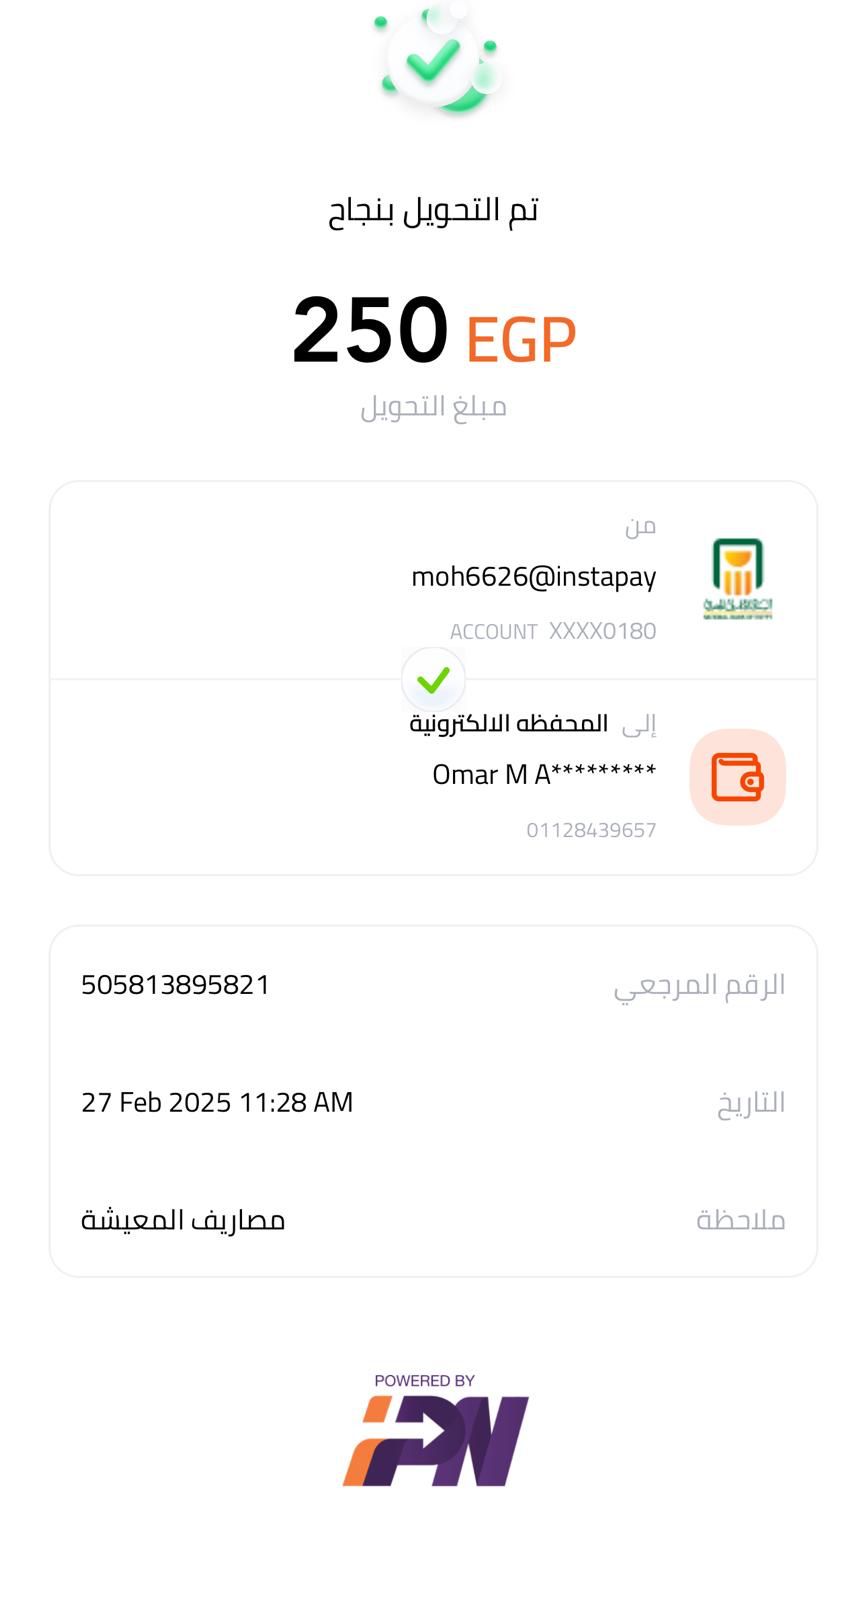 تم التحويل بنجاح
250 EGP
مبلغ التحويل
من
moh6626@instapay
ACCOUNT XXXX0180
إلى المحفظه الالكترونية
Omar M A*********
01128439657
الرقم المرجعي 505813895821
التاريخ 27 Feb 2025 11:28 AM
ملاحظة مصاريف المعيشة
POWERED BY
iPN